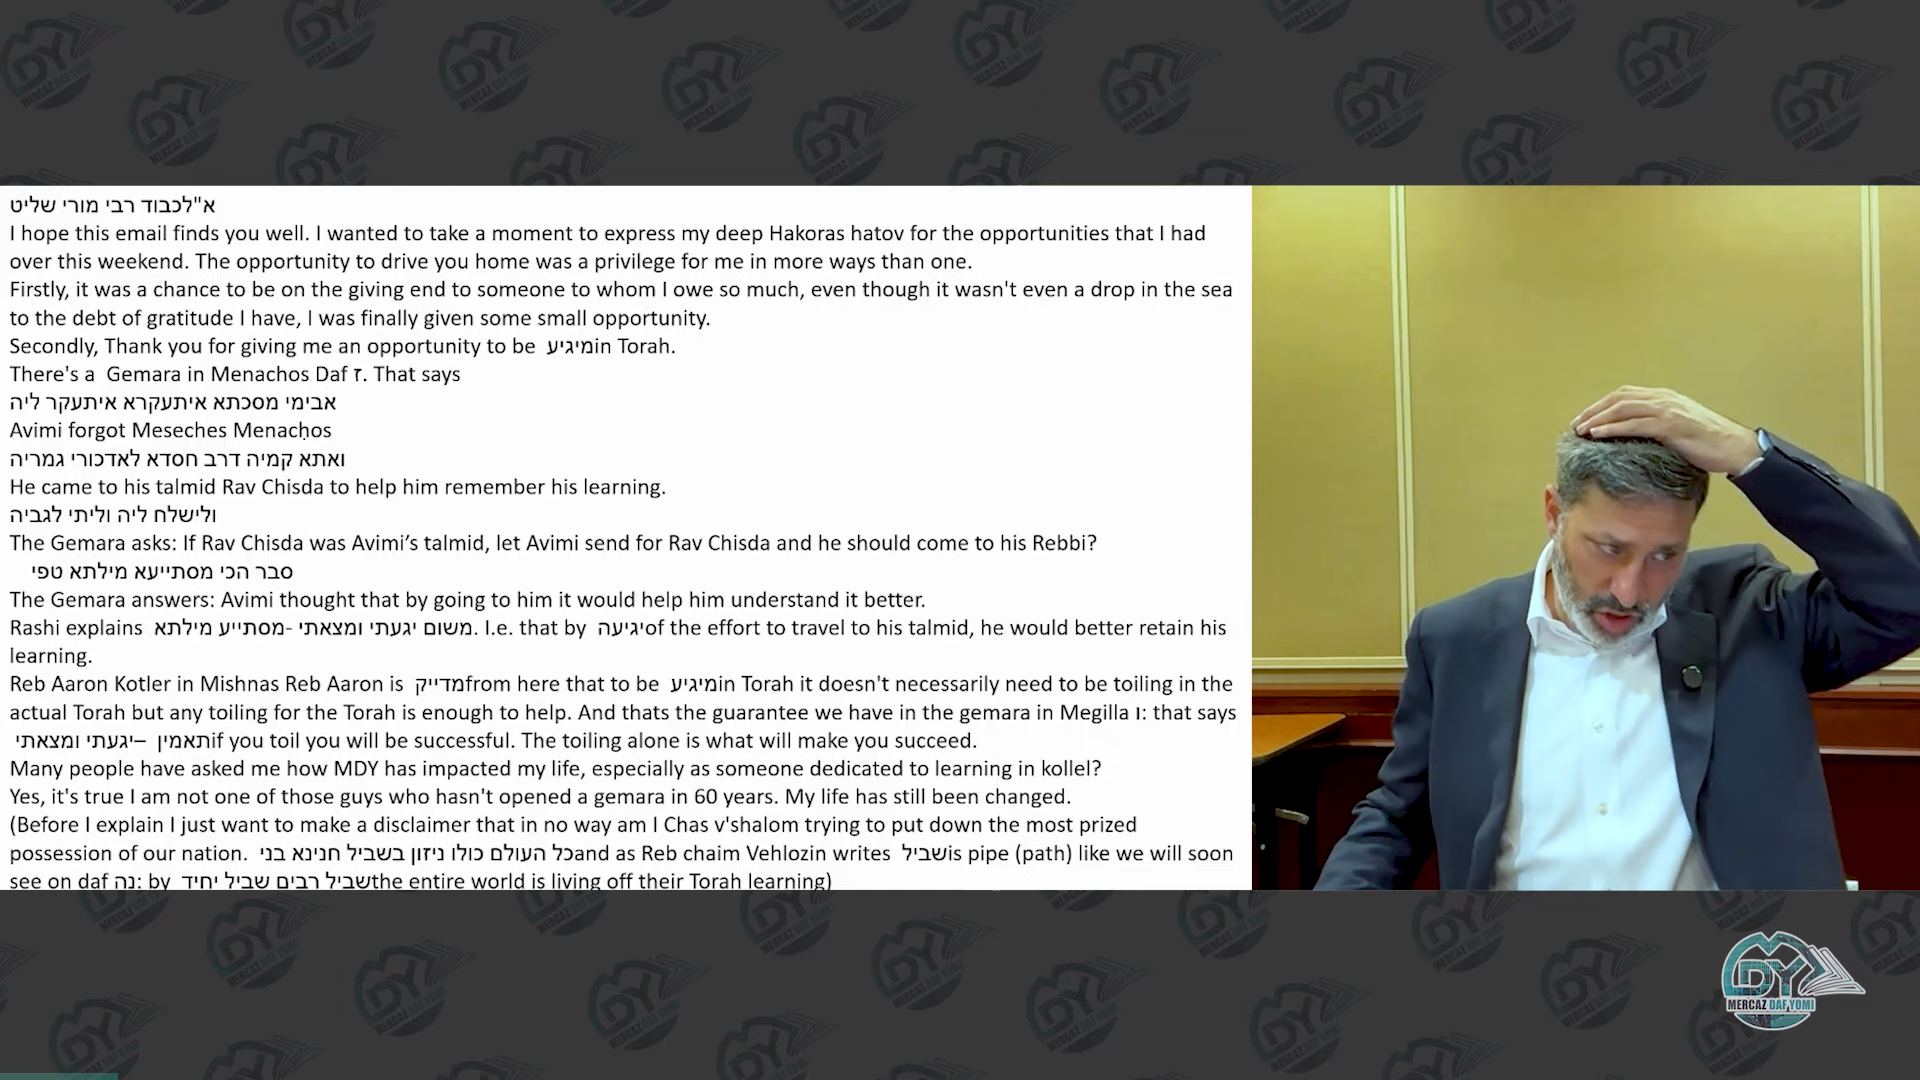 א"לכבוד רבי מורי שליט
I hope this email finds you well. I wanted to take a moment to express my deep Hakoras hatov for the opportunities that I had
over this weekend. The opportunity to drive you home was a privilege for me in more ways than one.
Firstly, it was a chance to be on the giving end to someone to whom I owe so much, even though it wasn't even a drop in the sea
to the debt of gratitude I have, I was finally given some small opportunity.
Secondly, Thank you for giving me an opportunity to be מיגיע in Torah.
There's a Gemara in Menachos Daf ז. That says
אבימי מסכתא איתעקרא איתעקר ליה
Avimi forgot Meseches Menachos
ואתא קמיה דרב חסדא לאדכורי גמריה
He came to his talmid Rav Chisda to help him remember his learning.
ולישלח ליה וליתי לגביה
The Gemara asks: If Rav Chisda was Avimi’s talmid, let Avimi send for Rav Chisda and he should come to his Rebbi?
סבר הכי מסתייעא מילתא טפי
The Gemara answers: Avimi thought that by going to him it would help him understand it better.
Rashi explains משום יגעתי ומצאתי -מסתייע מילתא. I.e. that by יגיעה of the effort to travel to his talmid, he would better retain his
learning.
Reb Aaron Kotler in Mishnas Reb Aaron is מדייק from here that to be מיגיע in Torah it doesn't necessarily need to be toiling in the
actual Torah but any toiling for the Torah is enough to help. And thats the guarantee we have in the gemara in Megilla ו: that says
תאמין –יגעתי ומצאתי if you toil you will be successful. The toiling alone is what will make you succeed.
Many people have asked me how MDY has impacted my life, especially as someone dedicated to learning in kollel?
Yes, it's true I am not one of those guys who hasn't opened a gemara in 60 years. My life has still been changed.
(Before I explain I just want to make a disclaimer that in no way am I Chas v'shalom trying to put down the most prized
possession of our nation. כל העולם כולו ניזון בשביל חנינא בני and as Reb chaim Vehlozin writes שביל is pipe (path) like we will soon
see on daf נה: by שביל רבים שביל יחיד the entire world is living off their Torah learning)
MDY
MERCAZ DAF YOMI